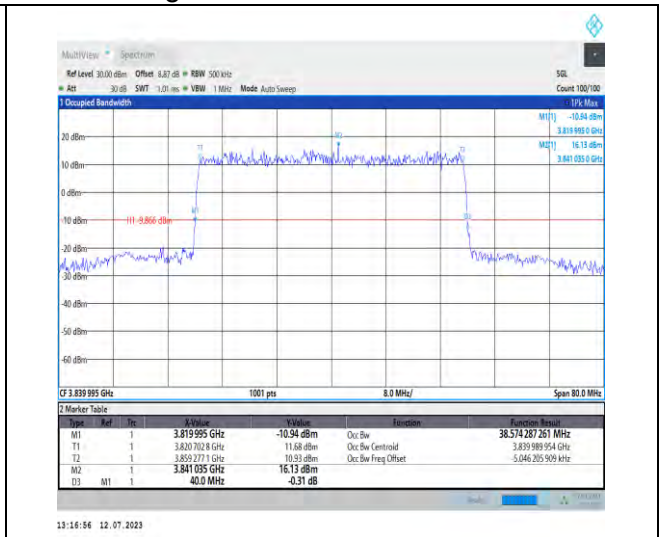 MultiView Spectrum
Ref Level 30.00 dBm Offset 8.87 dB RBW 500 kHz SGL
Att 30 dB SWT 1.01 ms VBW 1 MHz Mode Auto Sweep Count 100/100
1 Occupied Bandwidth 1Pk Max
M1[1] -10.94 dBm
3.819 995 0 GHz
M2[1] 16.13 dBm
3.841 035 0 GHz
20 dBm
M2
T1
T2
10 dBm
0 dBm
M1
-10 dBm
H1 -9.866 dBm
D3
-20 dBm
-30 dBm
-40 dBm
-50 dBm
-60 dBm
CF 3.839 995 GHz 1001 pts 8.0 MHz/ Span 80.0 MHz
2 Marker Table
Type Ref Trc X-Value Y-Value Function Function Result
M1 1 3.819 995 GHz -10.94 dBm Occ Bw 38.574 287 261 MHz
T1 1 3.820 702 8 GHz 11.68 dBm Occ Bw Centroid 3.839 989 954 GHz
T2 1 3.859 277 1 GHz 10.93 dBm Occ Bw Freq Offset -5.046 205 909 kHz
M2 1 3.841 035 GHz 16.13 dBm
D3 M1 1 40.0 MHz -0.31 dB
13:16:56 12.07.2023